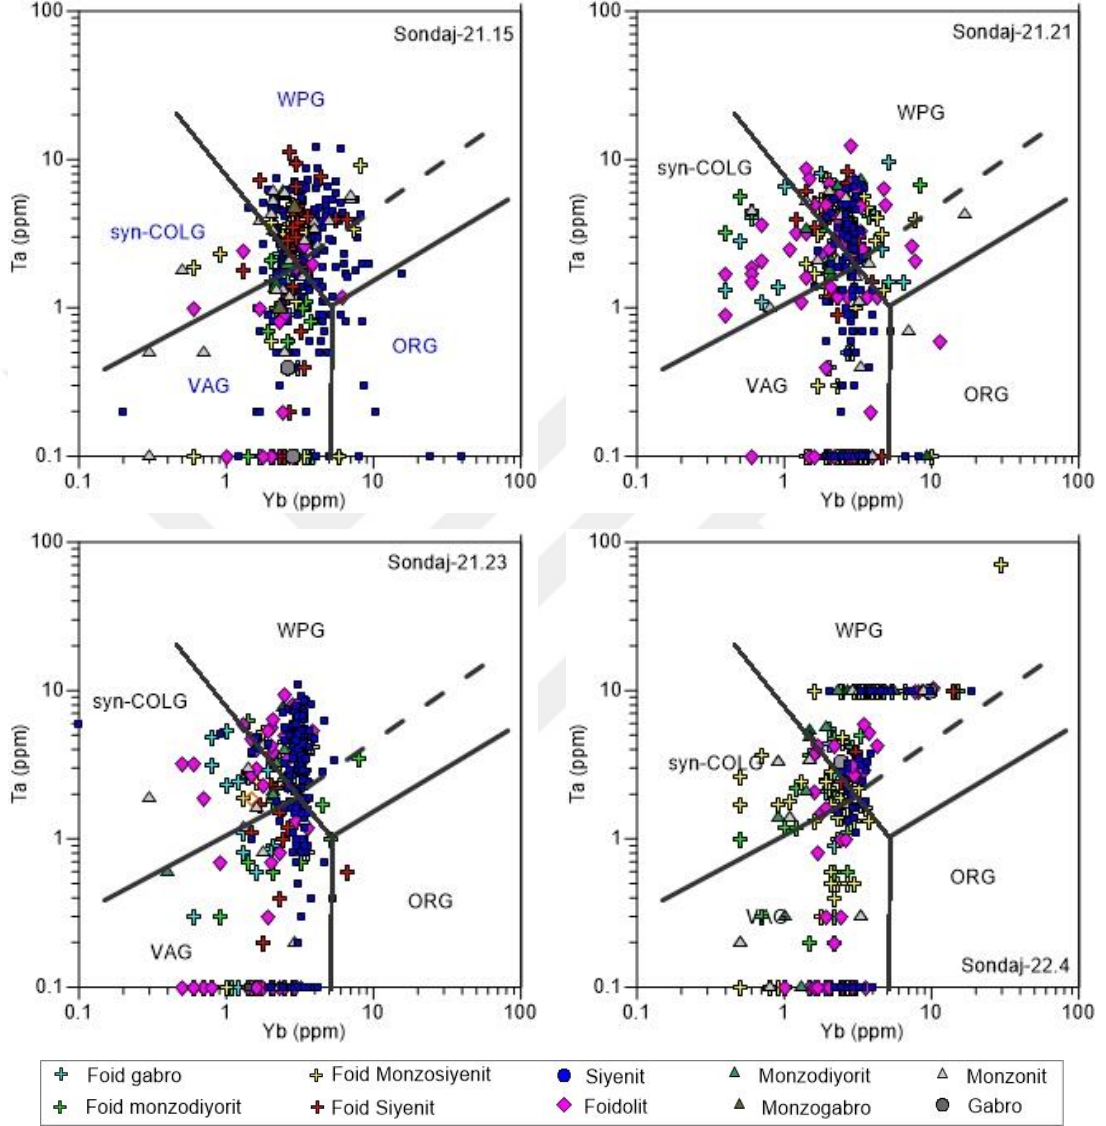 100
Sondaj-21.15
WPG
10
syn-COLG
Ta (ppm)
1
ORG
VAG
0.1
0.1 1 10 100
Yb (ppm)
100
Sondaj-21.21
WPG
syn-COLG
10
Ta (ppm)
1
VAG
ORG
0.1
0.1 1 10 100
Yb (ppm)
100
Sondaj-21.23
WPG
syn-COLG
10
Ta (ppm)
1
ORG
VAG
0.1
0.1 1 10 100
Yb (ppm)
100
WPG
10
syn-COLG
Ta (ppm)
1
ORG
VAG
Sondaj-22.4
0.1
0.1 1 10 100
Yb (ppm)
Foid gabro Foid Monzosiyenit Siyenit Monzodiyorit Monzonit
Foid monzodiyorit Foid Siyenit Foidolit Monzogabro Gabro